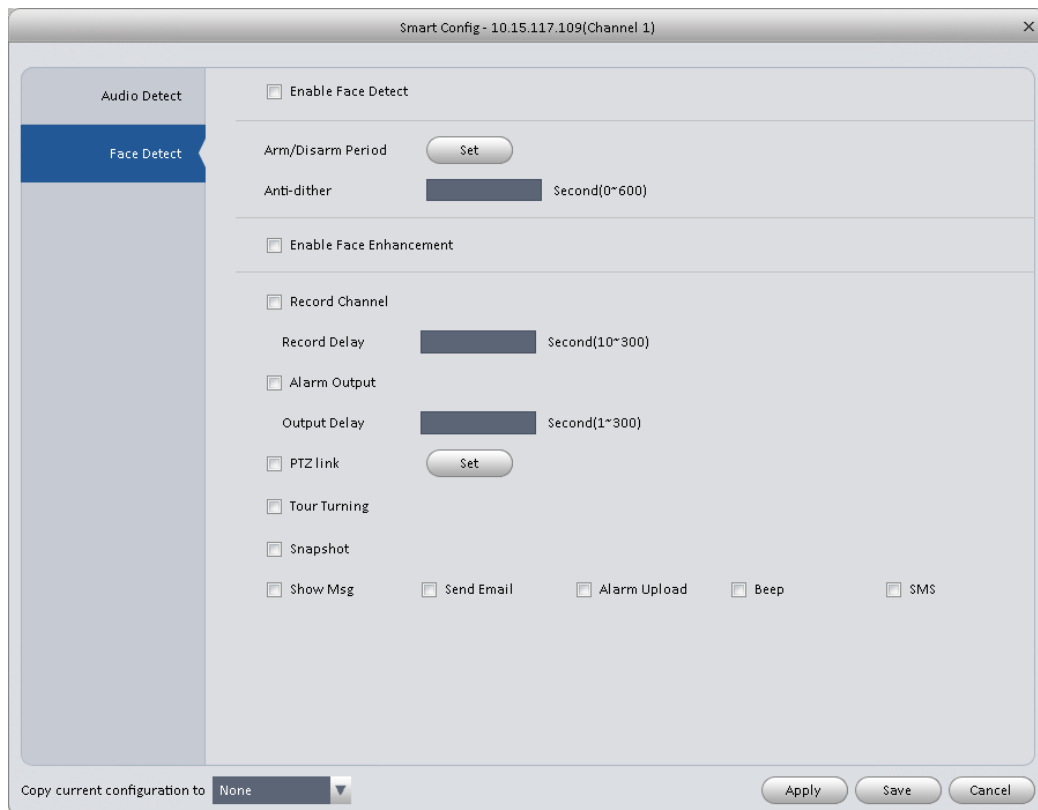 Smart Config - 10.15.117.109(Channel 1)
Audio Detect
Face Detect
Enable Face Detect
Arm/Disarm Period Set
Anti-dither Second(0~600)
Enable Face Enhancement
Record Channel
Record Delay Second(10~300)
Alarm Output
Output Delay Second(1~300)
PTZ link Set
Tour Turning
Snapshot
Show Msg Send Email Alarm Upload Beep SMS
Copy current configuration to None Apply Save Cancel